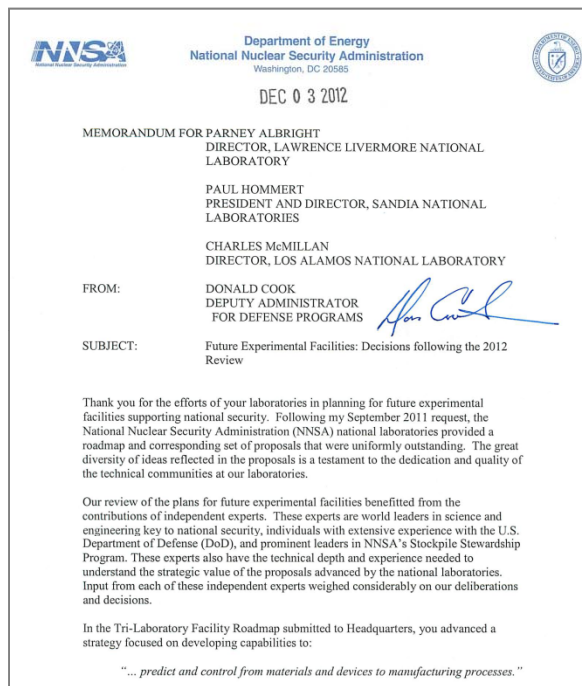 NNSA
National Nuclear Security Administration
Department of Energy
National Nuclear Security Administration
Washington, DC 20585
DEC 03 2012
MEMORANDUM FOR PARNEY ALBRIGHT
DIRECTOR, LAWRENCE LIVERMORE NATIONAL
LABORATORY
PAUL HOMMERT
PRESIDENT AND DIRECTOR, SANDIA NATIONAL
LABORATORIES
CHARLES McMILLAN
DIRECTOR, LOS ALAMOS NATIONAL LABORATORY
FROM: DONALD COOK
DEPUTY ADMINISTRATOR
FOR DEFENSE PROGRAMS
SUBJECT: Future Experimental Facilities: Decisions following the 2012
Review
Thank you for the efforts of your laboratories in planning for future experimental
facilities supporting national security. Following my September 2011 request, the
National Nuclear Security Administration (NNSA) national laboratories provided a
roadmap and corresponding set of proposals that were uniformly outstanding. The great
diversity of ideas reflected in the proposals is a testament to the dedication and quality of
the technical communities at our laboratories.
Our review of the plans for future experimental facilities benefitted from the
contributions of independent experts. These experts are world leaders in science and
engineering key to national security, individuals with extensive experience with the U.S.
Department of Defense (DoD), and prominent leaders in NNSA's Stockpile Stewardship
Program. These experts also have the technical depth and experience needed to
understand the strategic value of the proposals advanced by the national laboratories.
Input from each of these independent experts weighed considerably on our deliberations
and decisions.
In the Tri-Laboratory Facility Roadmap submitted to Headquarters, you advanced a
strategy focused on developing capabilities to:
"... predict and control from materials and devices to manufacturing processes."